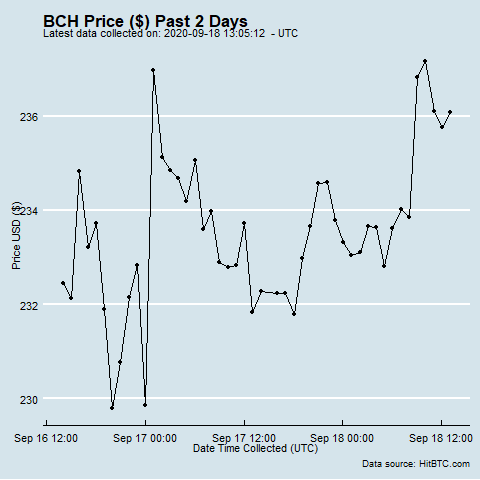 BCH Price ($) Past 2 Days
Latest data collected on: 2020-09-18 13:05:12 - UTC
Price USD ($)
236
234
232
230
Sep 16 12:00 Sep 17 00:00 Sep 17 12:00 Sep 18 00:00 Sep 18 12:00
Date Time Collected (UTC)
Data source: HitBTC.com